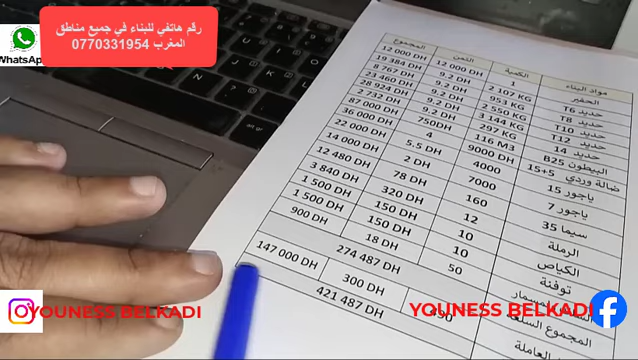 رقم هاتفي للبناء في جميع مناطق
المغرب 0770331954
WhatsApp
مواد البناء الكمية الثمن المجموع
الحفير 1 12 000 DH 12 000 DH
حديد T6 2 107 KG 9.2 DH 19 384 DH
حديد T8 953 KG 9.2 DH 8 767 DH
حديد T10 2 550 KG 9.2 DH 23 460 DH
حديد T12 3 144 KG 9.2 DH 28 924 DH
حديد 14 297 KG 9.2 DH 2 732 DH
البيطون B25 116 M3 750DH 87 000 DH
ضالة وردي 5+15 9000 DH 4 36 000 DH
ياجور 15 4000 5.5 DH 22 000 DH
ياجور 7 7000 2 DH 14 000 DH
سيما 35 160 78 DH 12 480 DH
الرملة 12 320 DH 3 840 DH
الكياص 10 150 DH 1 500 DH
توفنة 10 150 DH 1 500 DH
المسمار 50 18 DH 900 DH
المجموع 274 487 DH
490 300 DH 147 000 DH
العاملة 421 487 DH
YOUNESS BELKADI
YOUNESS BELKADI